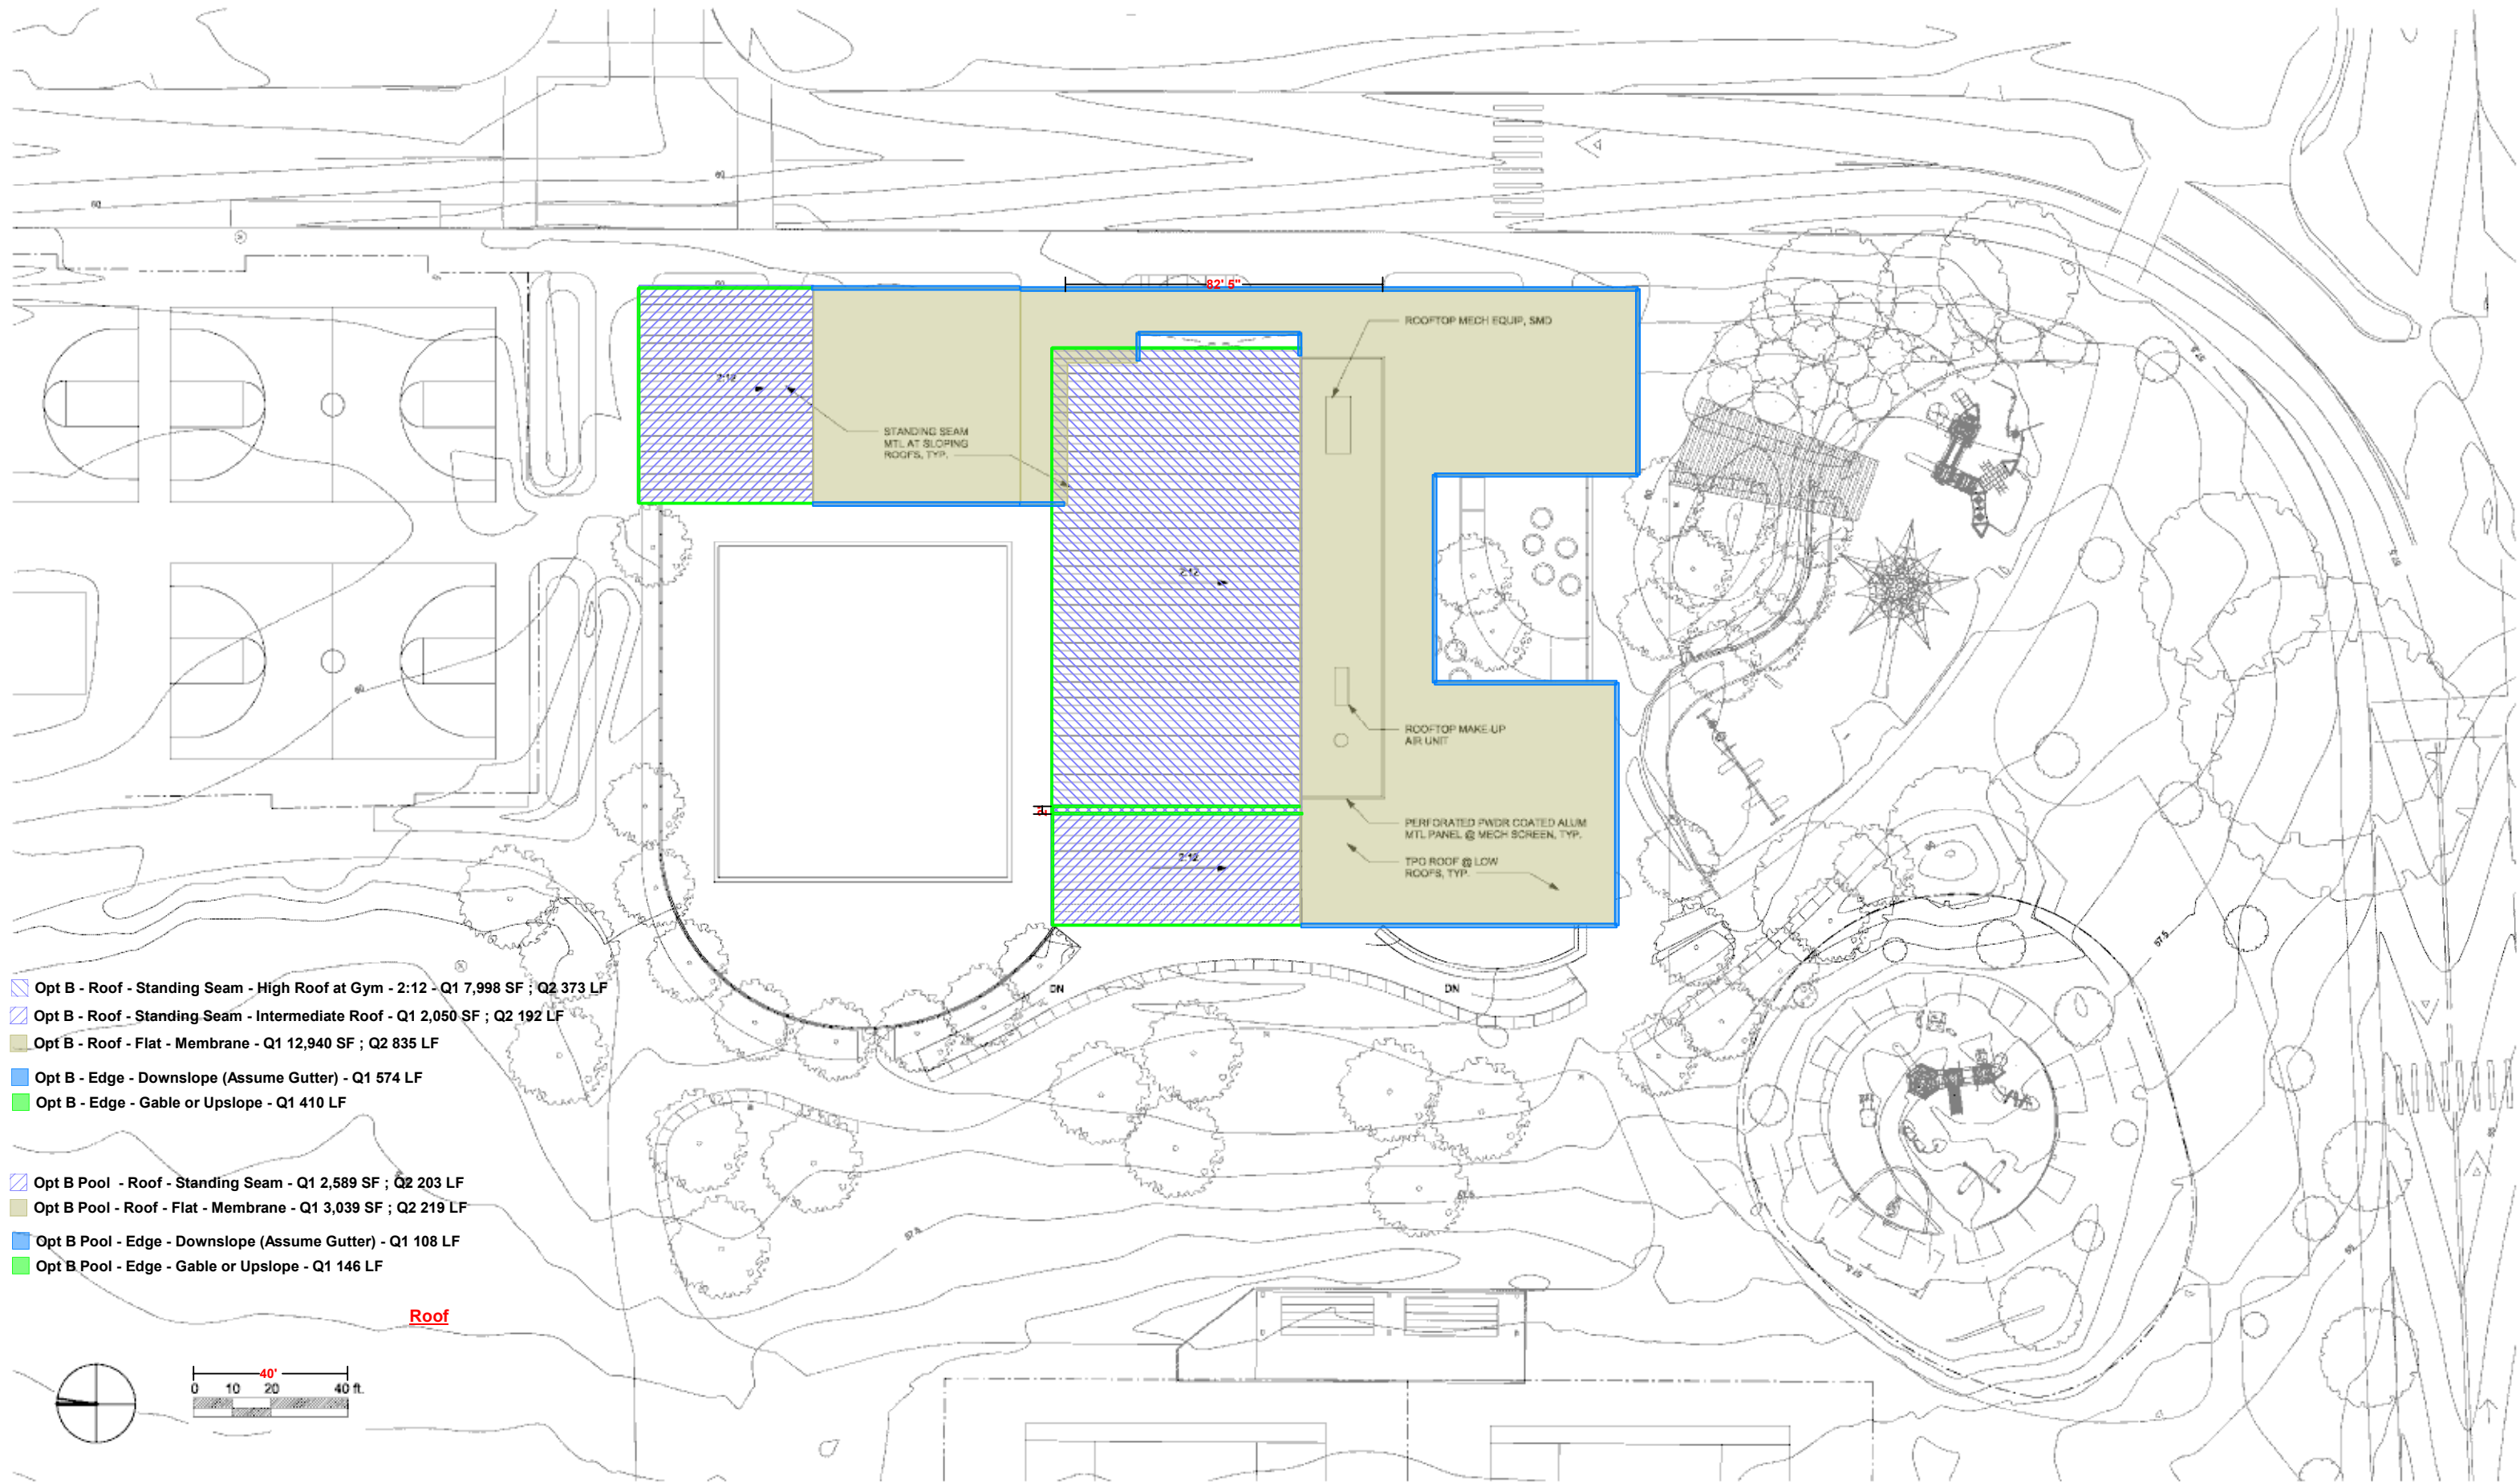 60
60
82' 5"
ROOFTOP MECH EQUIP, SMD
2:12
STANDING SEAM
MTL AT SLOPING
ROOFS, TYP.
2:12
60
ROOFTOP MAKE-UP
AIR UNIT
PERFORATED PWDR COATED ALUM
MTL PANEL @ MECH SCREEN, TYP.
2:12
TPO ROOF @ LOW
ROOFS, TYP.
57.5
DN
DN
Opt B - Roof - Standing Seam - High Roof at Gym - 2:12 - Q1 7,998 SF ; Q2 373 LF
Opt B - Roof - Standing Seam - Intermediate Roof - Q1 2,050 SF ; Q2 192 LF
Opt B - Roof - Flat - Membrane - Q1 12,940 SF ; Q2 835 LF
Opt B - Edge - Downslope (Assume Gutter) - Q1 574 LF
Opt B - Edge - Gable or Upslope - Q1 410 LF
Opt B Pool - Roof - Standing Seam - Q1 2,589 SF ; Q2 203 LF
Opt B Pool - Roof - Flat - Membrane - Q1 3,039 SF ; Q2 219 LF
57.5
Opt B Pool - Edge - Downslope (Assume Gutter) - Q1 108 LF
Opt B Pool - Edge - Gable or Upslope - Q1 146 LF
Roof
40'
0 10 20 40 ft.